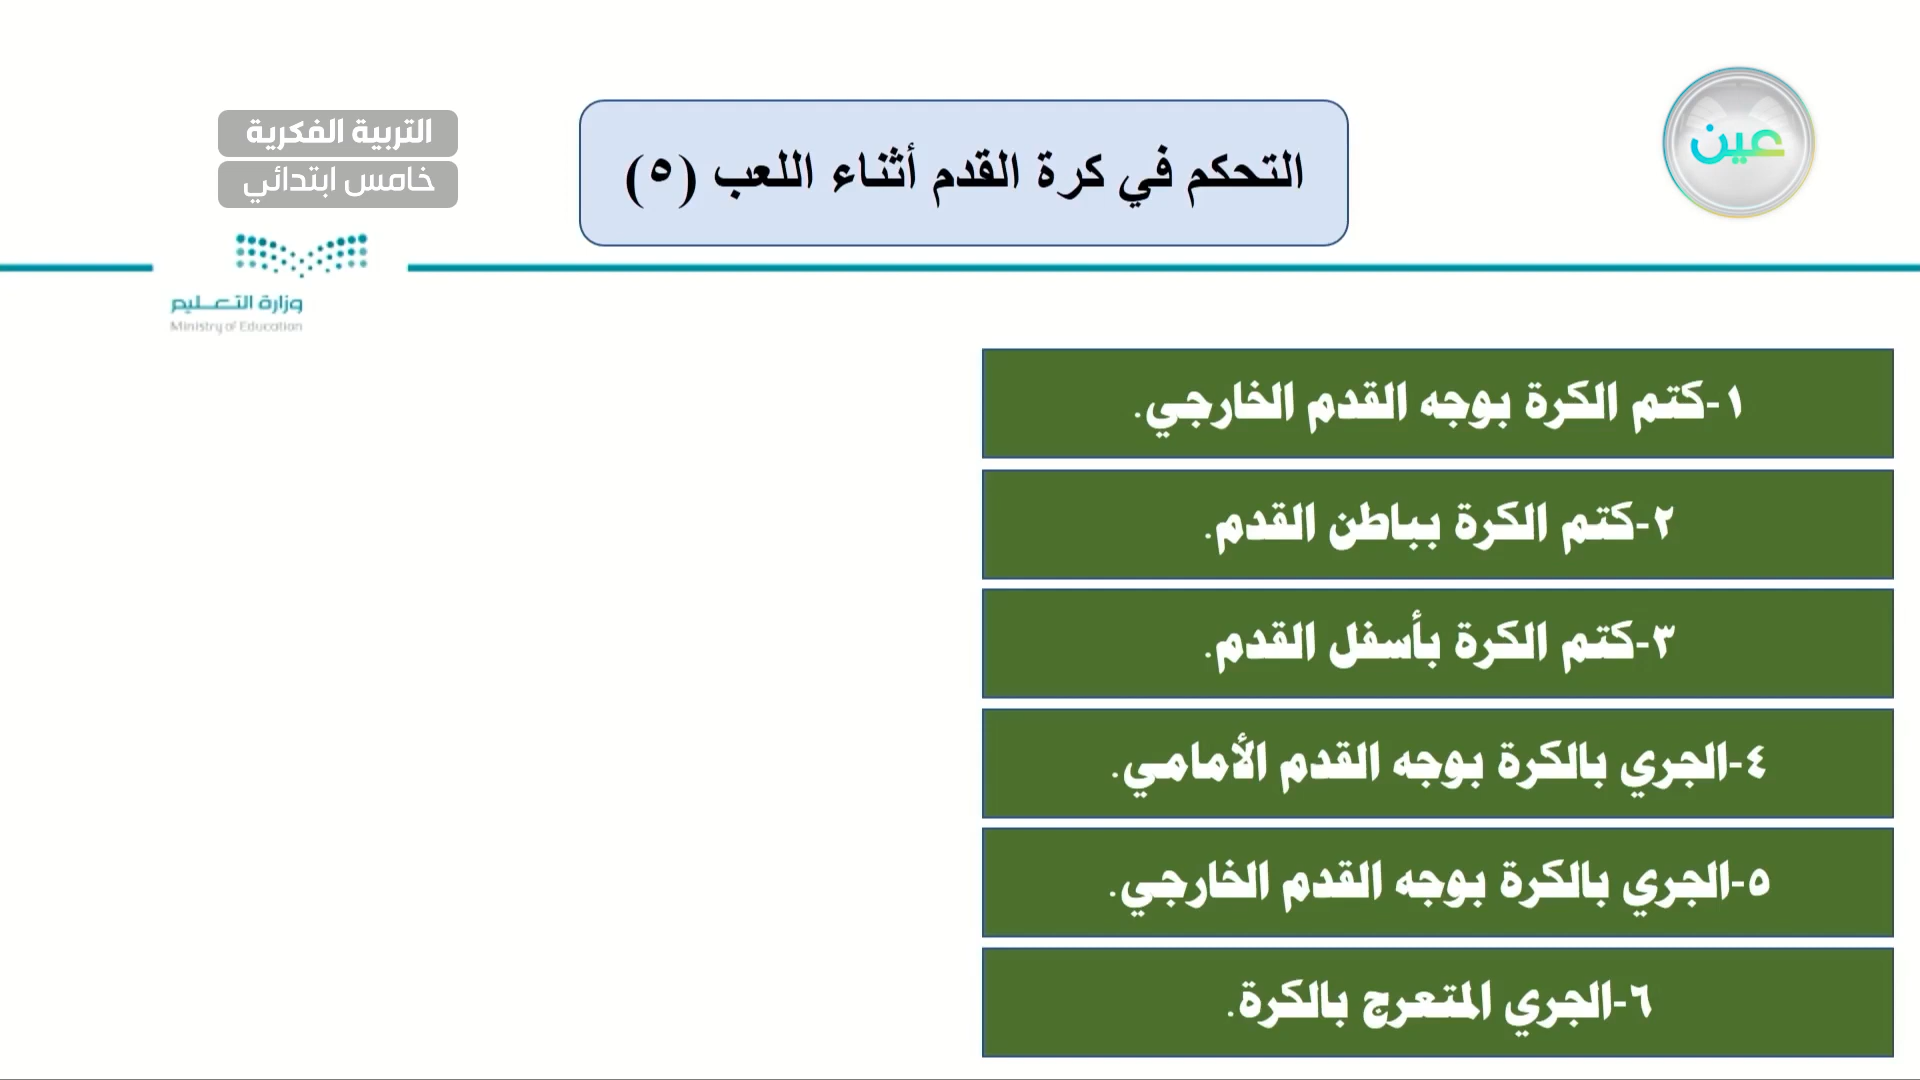 عين
التحكم في كرة القدم أثناء اللعب (٥)
التربية الفكرية
خامس ابتدائي
وزارة التعليم
Ministry of Education
١-كتم الكرة بوجه القدم الخارجي.
٢-كتم الكرة بباطن القدم.
٣-كتم الكرة بأسفل القدم.
٤-الجري بالكرة بوجه القدم الأمامي.
٥-الجري بالكرة بوجه القدم الخارجي.
٦-الجري المتعرج بالكرة.